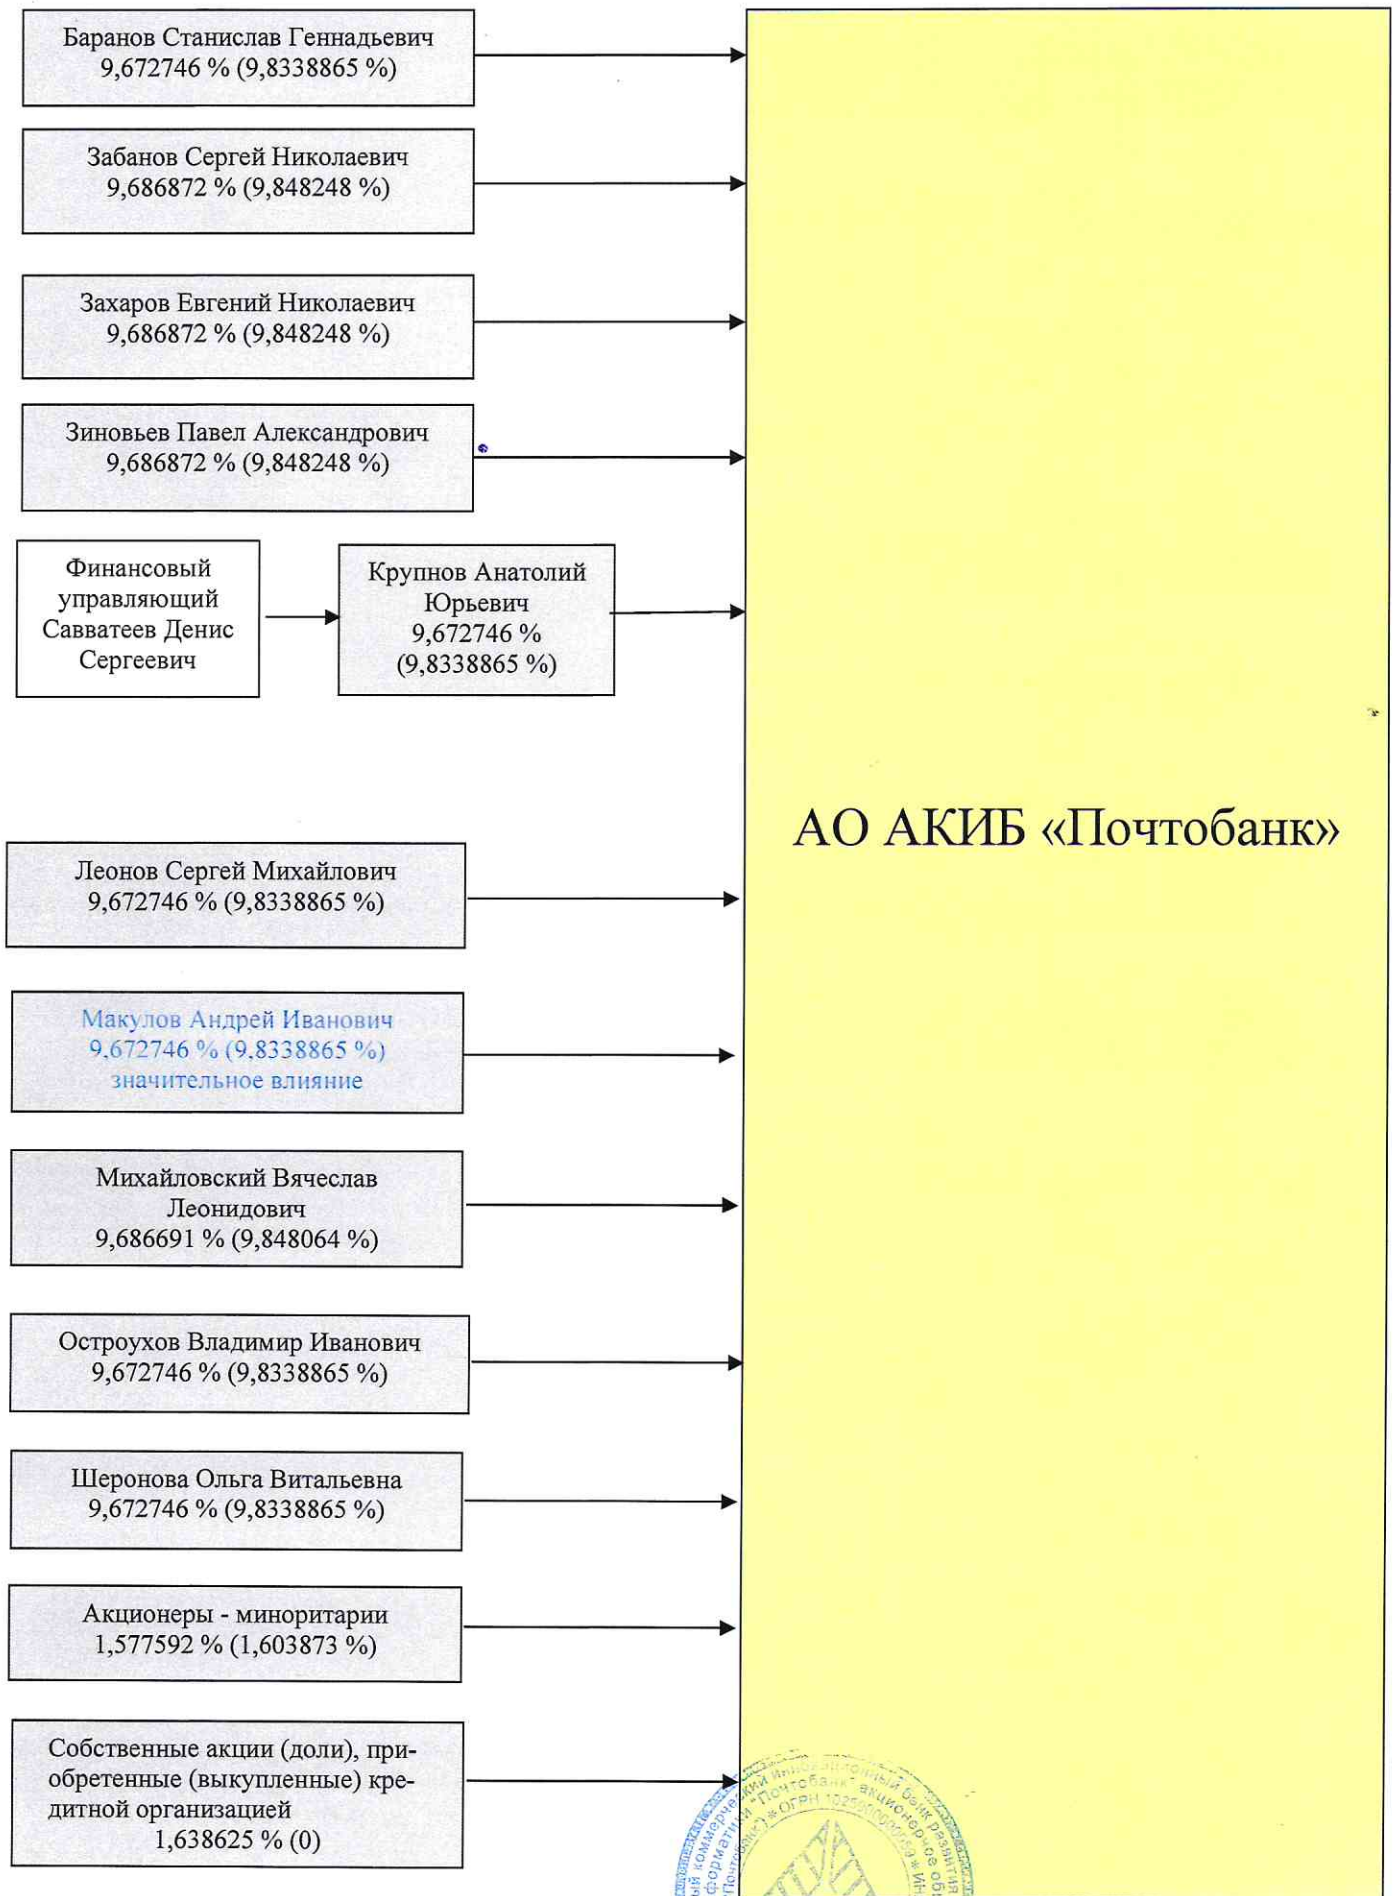 Баранов Станислав Геннадьевич
9,672746 % (9,8338865 %)
Забанов Сергей Николаевич
9,686872 % (9,848248 %)
Захаров Евгений Николаевич
9,686872 % (9,848248 %)
Зиновьев Павел Александрович
9,686872 % (9,848248 %)
Финансовый
управляющий
Савватеев Денис
Сергеевич
Крупнов Анатолий
Юрьевич
9,672746 %
(9,8338865 %)
АО АКИБ «Почтобанк»
Леонов Сергей Михайлович
9,672746 % (9,8338865 %)
Макулов Андрей Иванович
9,672746 % (9,8338865 %)
значительное влияние
Михайловский Вячеслав
Леонидович
9,686691 % (9,848064 %)
Остроухов Владимир Иванович
9,672746 % (9,8338865 %)
Шеронова Ольга Витальевна
9,672746 % (9,8338865 %)
Акционеры - миноритарии
1,577592 % (1,603873 %)
Собственные акции (доли), при-
обретенные (выкупленные) кре-
дитной организацией
1,638625 % (0)
"Почтобанк" акционерное
ОГРН